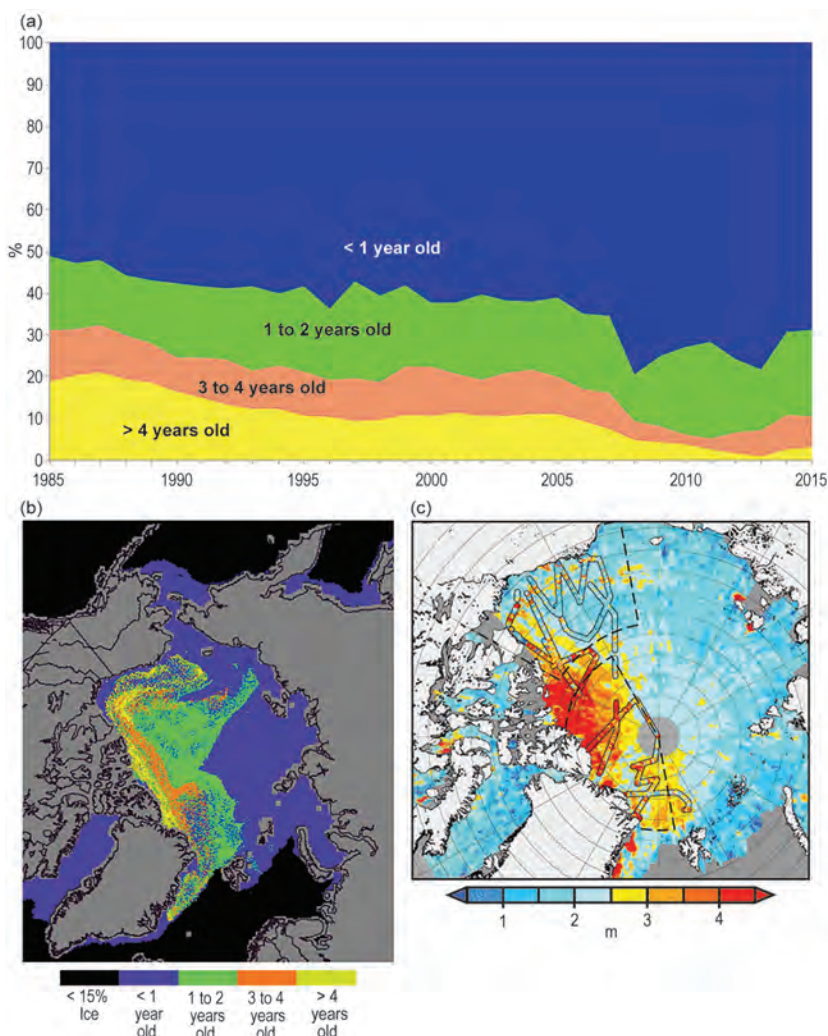 (a)
100
90
80
70
60
50
40
30
20
10
0
%
< 1 year old
1 to 2 years old
3 to 4 years old
> 4 years old
1985 1990 1995 2000 2005 2010 2015
(b)
(c)
< 15% < 1 1 to 2 3 to 4 > 4
Ice year years years years
old old old old
1 2 3 4
m